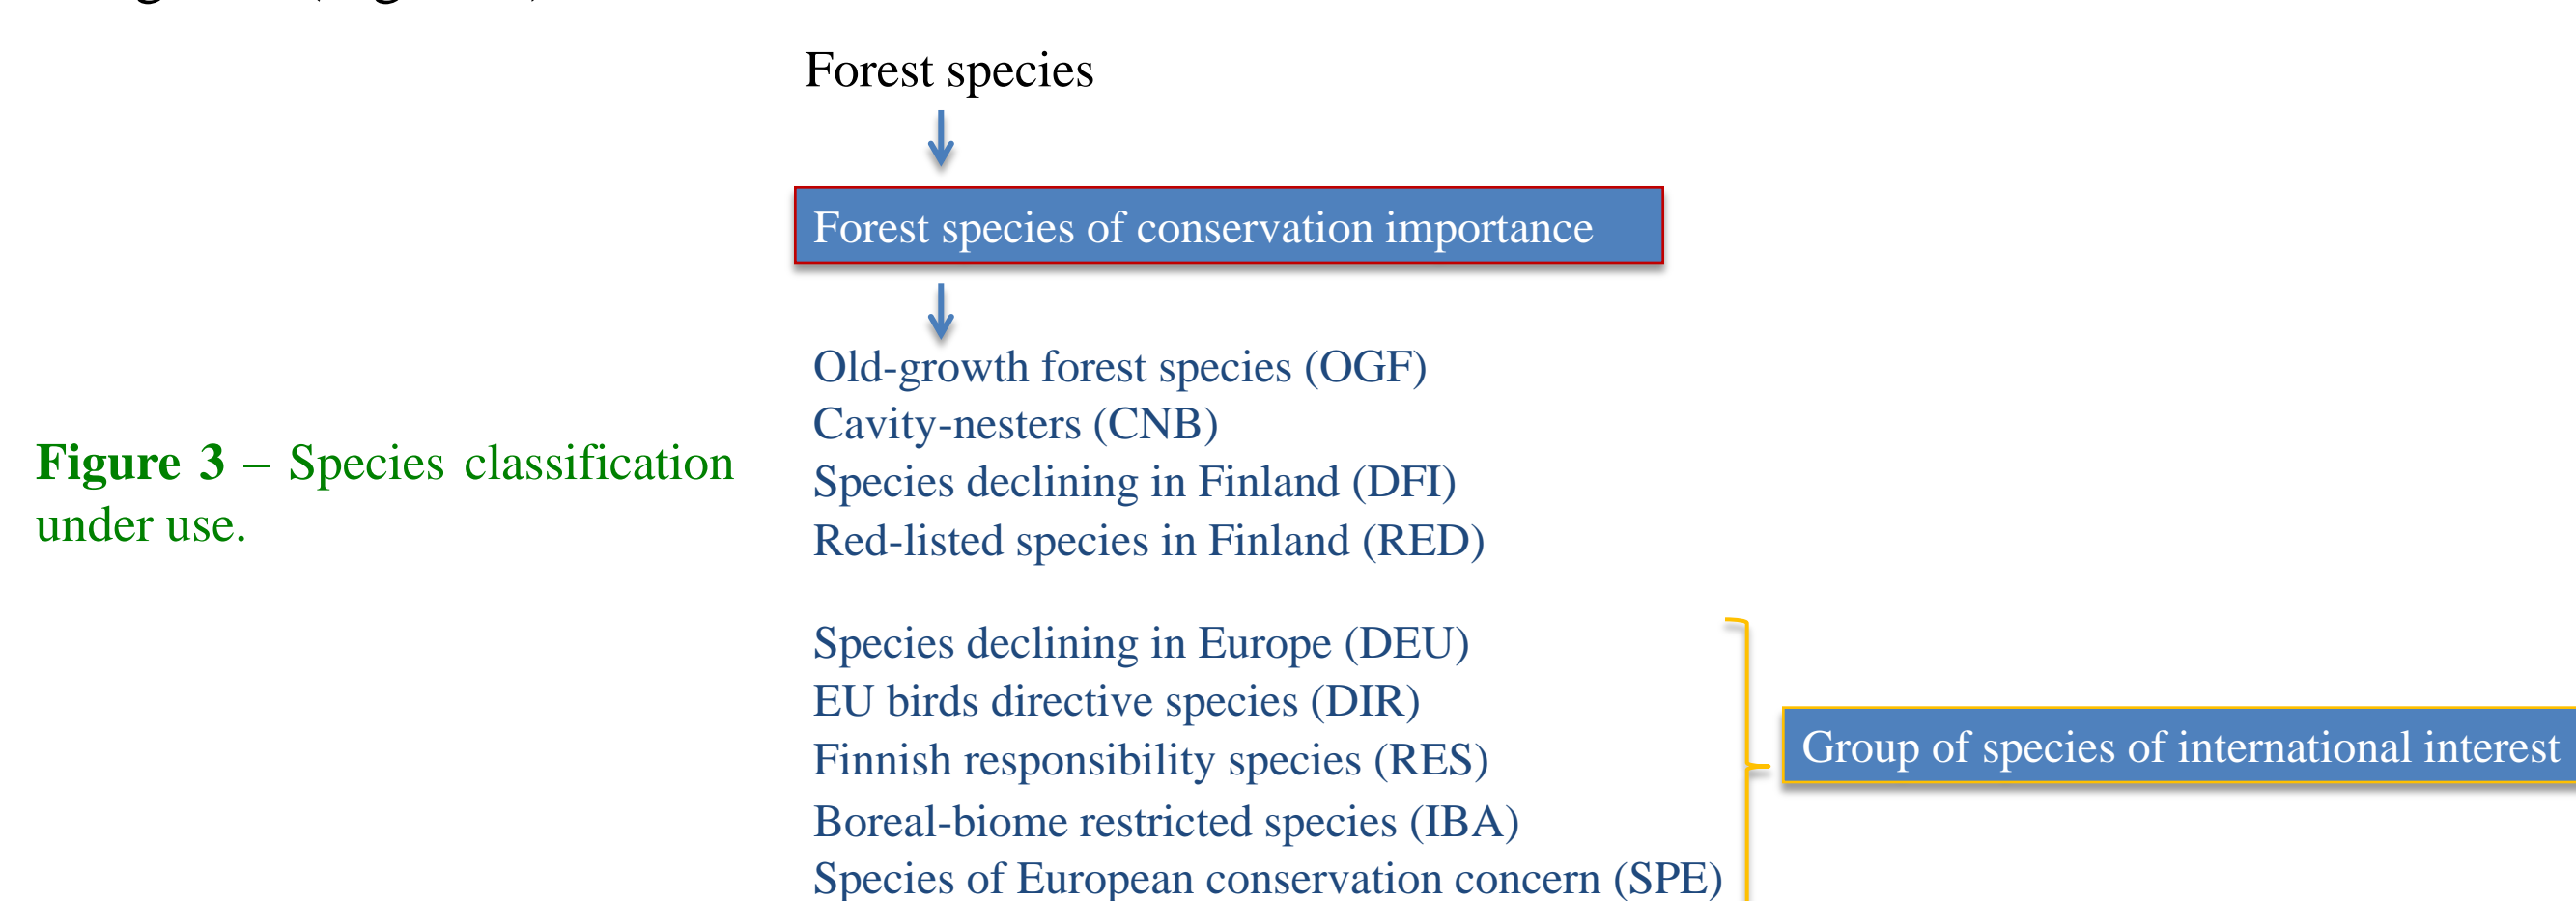 Forest species
Forest species of conservation importance
Old-growth forest species (OGF)
Cavity-nesters (CNB)
Species declining in Finland (DFI)
Red-listed species in Finland (RED)
Figure 3 – Species classification
under use.
Species declining in Europe (DEU)
EU birds directive species (DIR)
Finnish responsibility species (RES)
Boreal-biome restricted species (IBA)
Species of European conservation concern (SPE)
Group of species of international interest